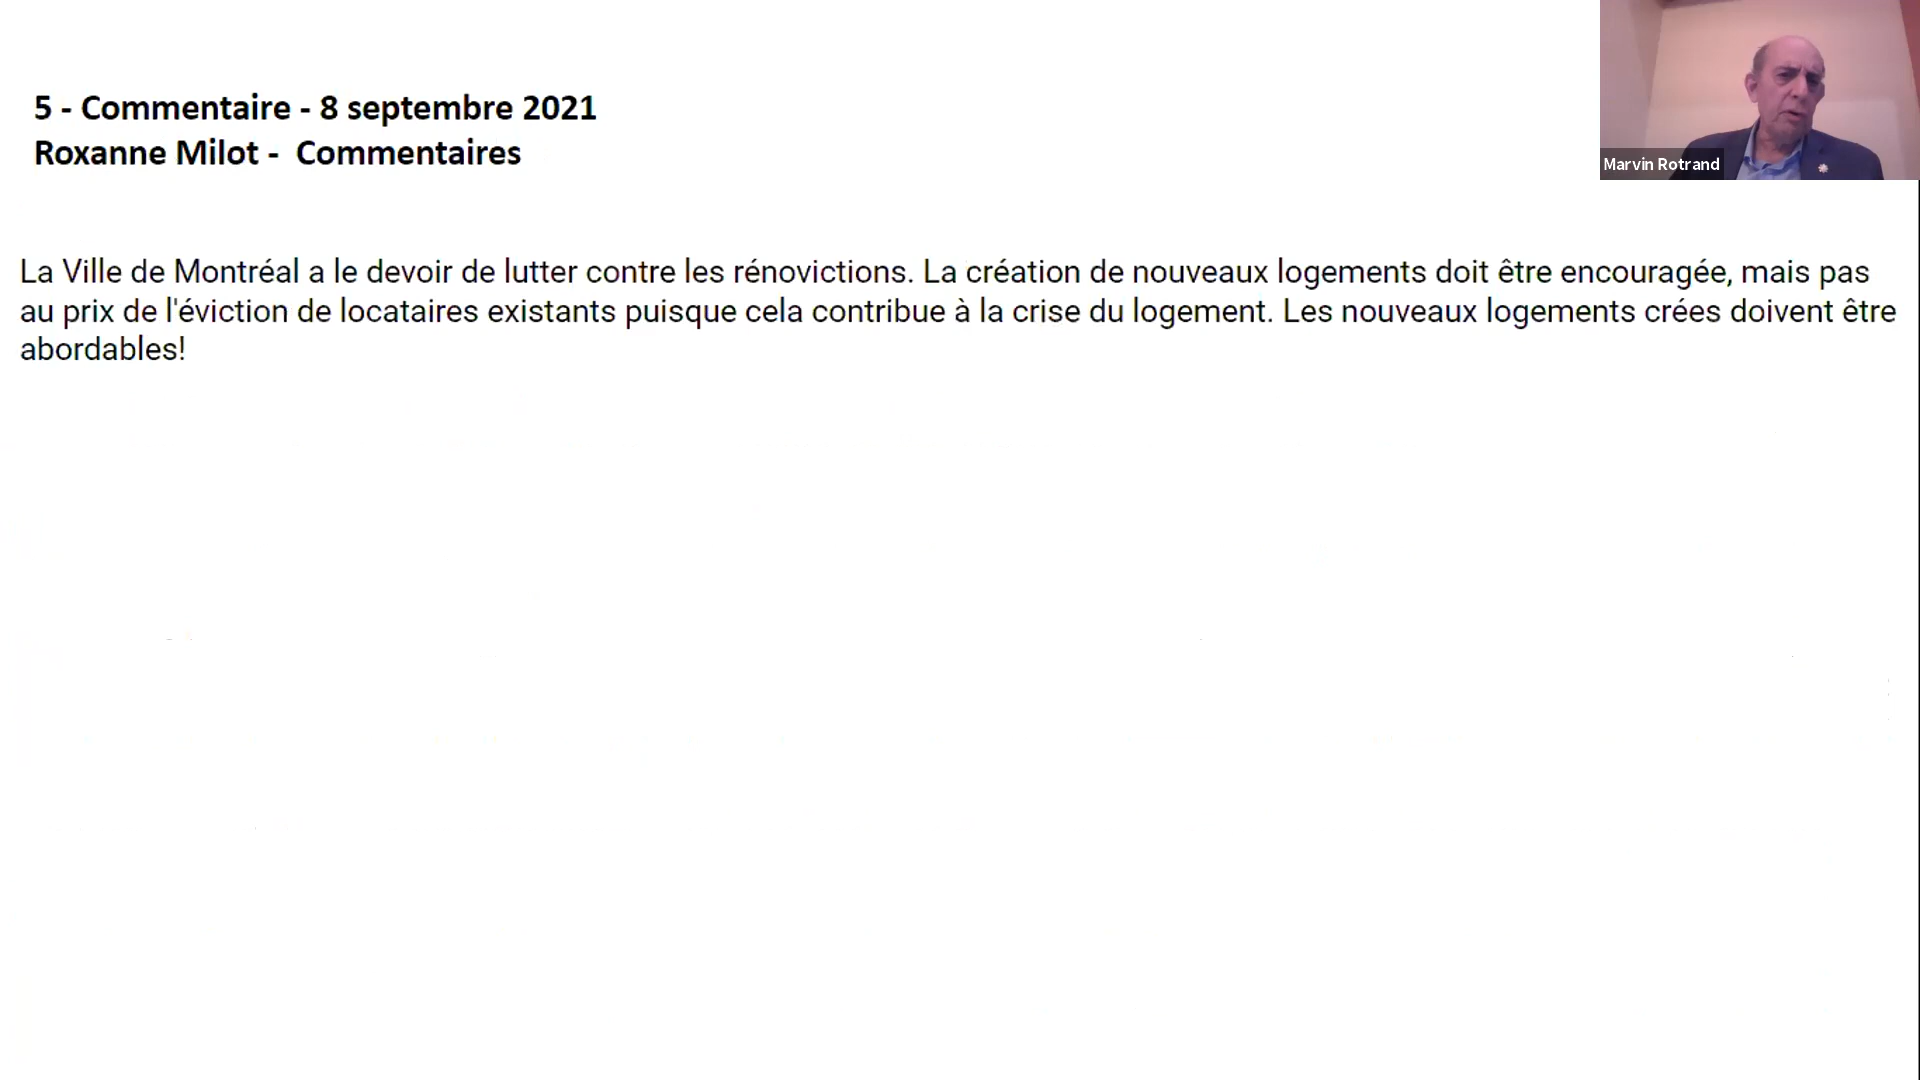 5 - Commentaire - 8 septembre 2021
Roxanne Milot -  Commentaires
Marvin Rotrand
La Ville de Montréal a le devoir de lutter contre les rénovictions. La création de nouveaux logements doit être encouragée, mais pas
au prix de l'éviction de locataires existants puisque cela contribue à la crise du logement. Les nouveaux logements crées doivent être
abordables!